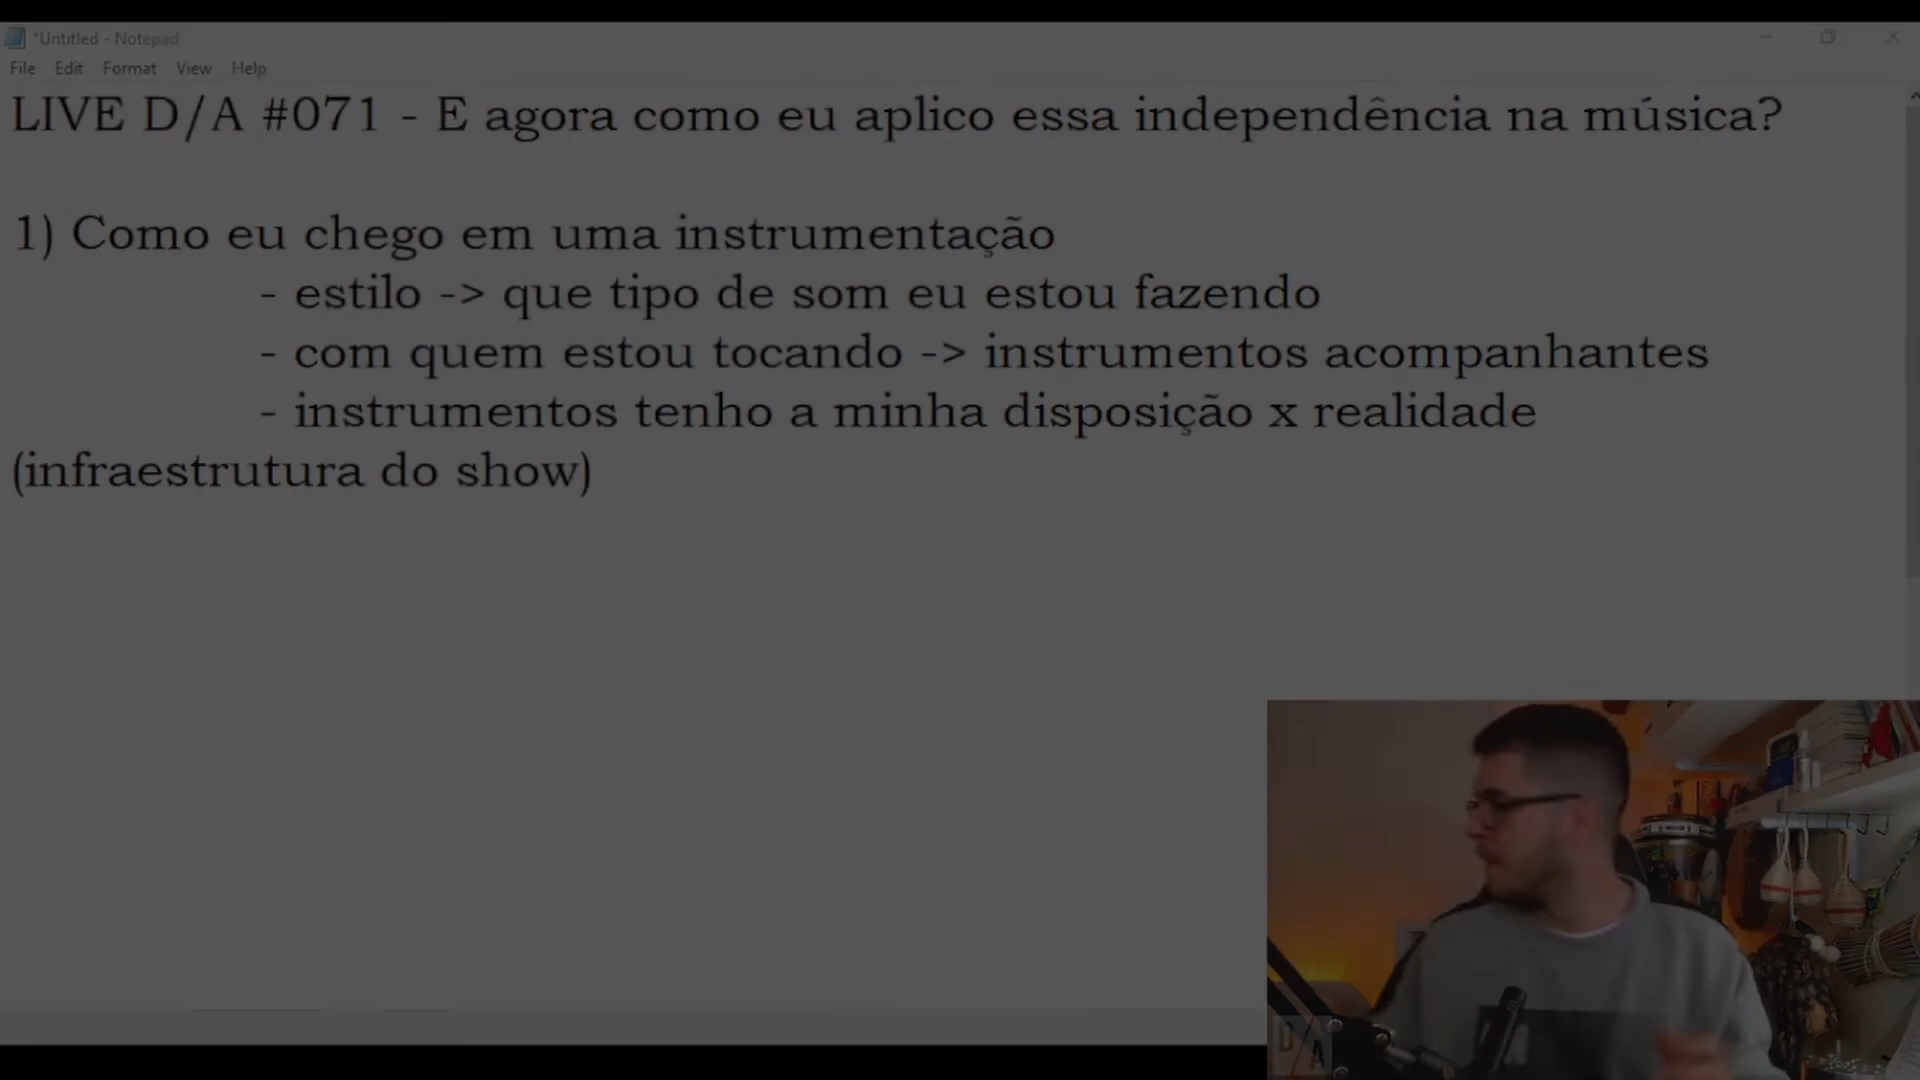 *Untitled - Notepad
File Edit Format View Help
LIVE D/A #071 - E agora como eu aplico essa independência na música?
1) Como eu chego em uma instrumentação
- estilo -> que tipo de som eu estou fazendo
- com quem estou tocando -> instrumentos acompanhantes
- instrumentos tenho a minha disposição x realidade
(infraestrutura do show)
D/A